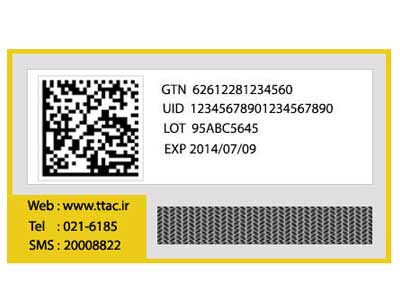 GTN 62612281234560
UID 12345678901234567890
LOT 95ABC5645
EXP 2014/07/09
Web : www.ttac.ir
Tel : 021-6185
SMS : 20008822